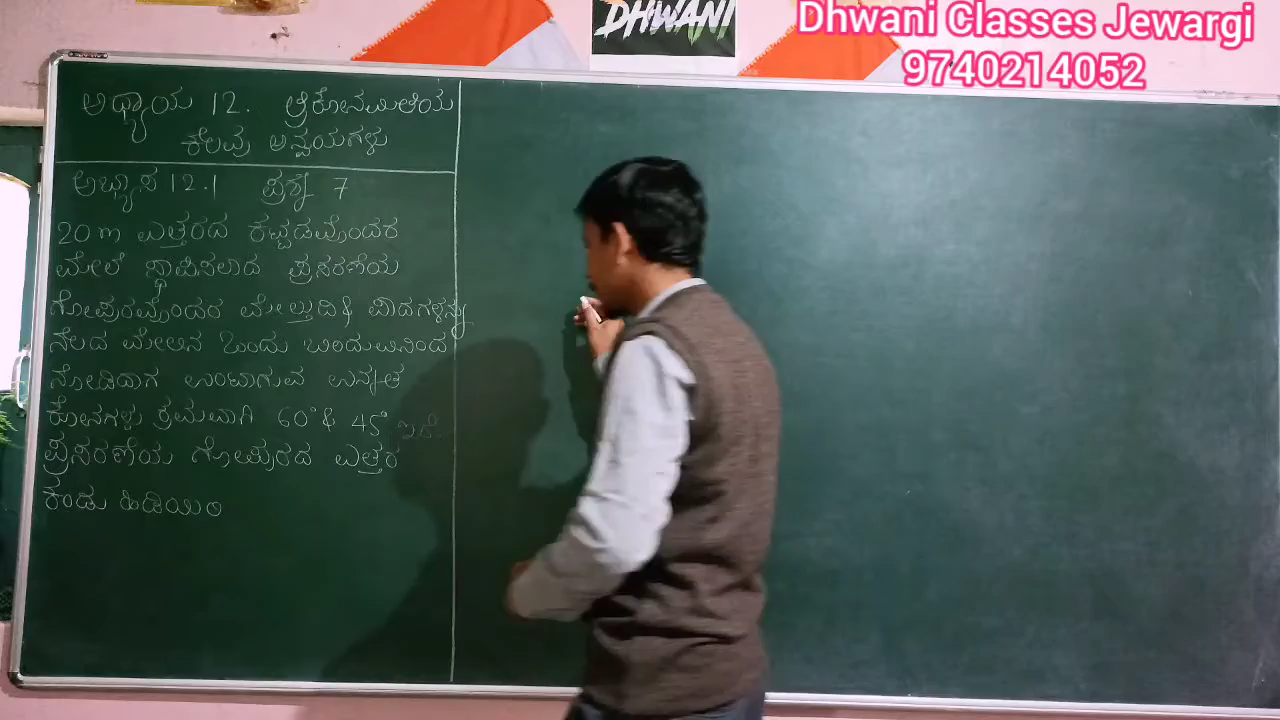 DHWANI
Dhwani Classes Jewargi
9740214052
ಅಧ್ಯಾಯ 12. ತ್ರಿಕೋನಮಿತಿಯ
ಕೆಲವು ಅನ್ವಯಗಳು
ಅಭ್ಯಾಸ 12.1 ಪ್ರಶ್ನೆ 7
20 m ಎತ್ತರದ ಕಟ್ಟಡವೊಂದರ
ಮೇಲೆ ಸ್ಥಾಪಿಸಲಾದ ಪ್ರಸರಣೆಯ
ಗೋಪುರವೊಂದರ ಮೇಲ್ತುದಿ & ಪಾದಗಳನ್ನು
ನೆಲದ ಮೇಲಿನ ಒಂದು ಬಿಂದುವಿನಿಂದ
ನೋಡಿದಾಗ ಉಂಟಾಗುವ ಉನ್ನತ
ಕೋನಗಳು ಕ್ರಮವಾಗಿ 60° & 45° ಇದೆ
ಪ್ರಸರಣೆಯ ಗೋಪುರದ ಎತ್ತರ
ಕಂಡು ಹಿಡಿಯಿರಿ